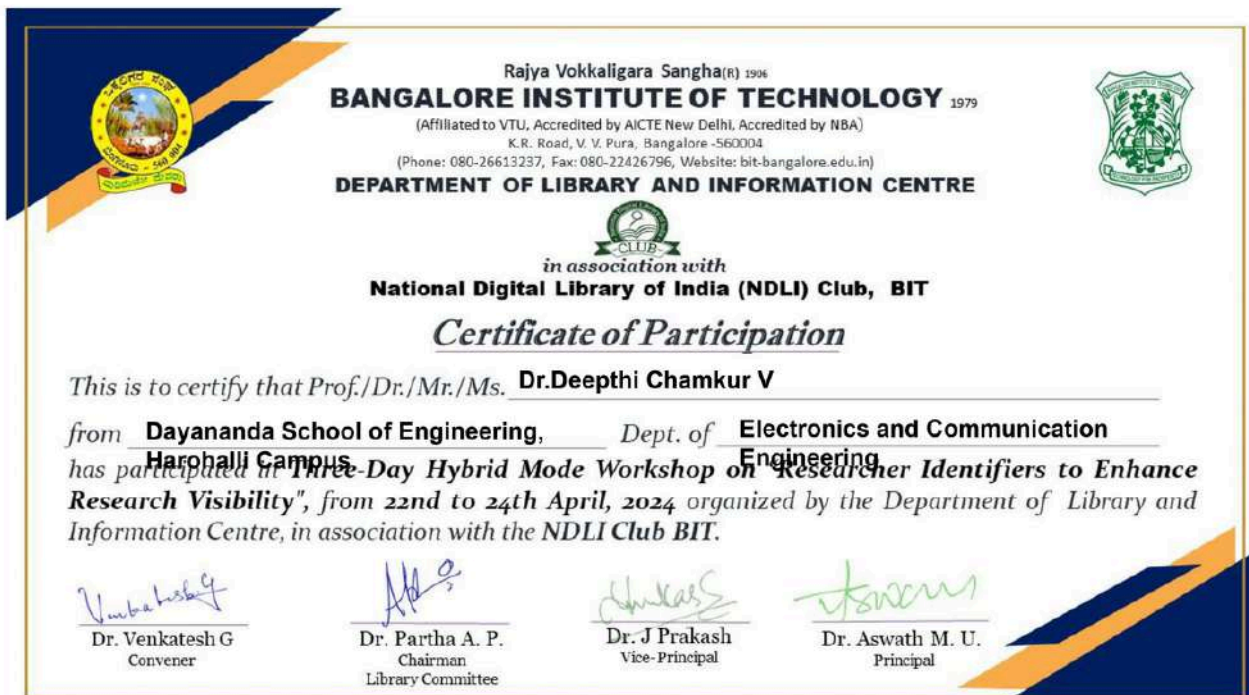 Rajya Vokkaligara Sangha(R) 1906
BANGALORE INSTITUTE OF TECHNOLOGY 1979
(Affiliated to VTU, Accredited by AICTE New Delhi, Accredited by NBA)
K.R. Road, V. V. Pura, Bangalore -560004
(Phone: 080-26613237, Fax: 080-22426796, Website: bit-bangalore.edu.in)
DEPARTMENT OF LIBRARY AND INFORMATION CENTRE
CLUB
in association with
National Digital Library of India (NDLI) Club, BIT
Certificate of Participation
This is to certify that Prof./Dr./Mr./Ms. Dr.Deepthi Chamkur V
from Dayananda School of Engineering, Dept. of Electronics and Communication
Harohalli Campus Engineering
has participated in Three-Day Hybrid Mode Workshop on "Researcher Identifiers to Enhance
Research Visibility", from 22nd to 24th April, 2024 organized by the Department of Library and
Information Centre, in association with the NDLI Club BIT.
Dr. Venkatesh G
Convener
Dr. Partha A. P.
Chairman
Library Committee
Dr. J Prakash
Vice-Principal
Dr. Aswath M. U.
Principal